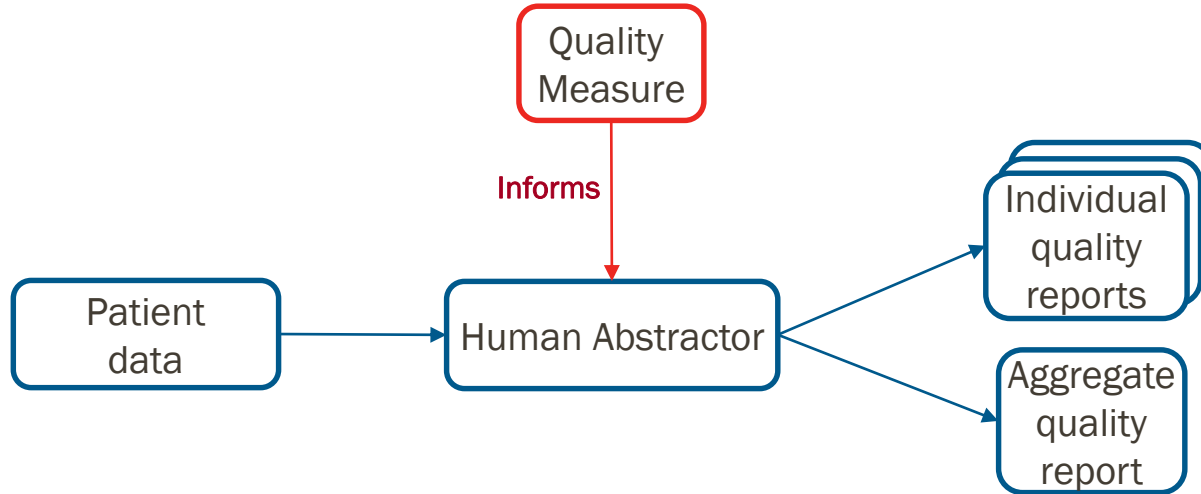 Quality
Measure
Informs
Individual
quality
reports
Patient
data
Human Abstractor
Aggregate
quality
report